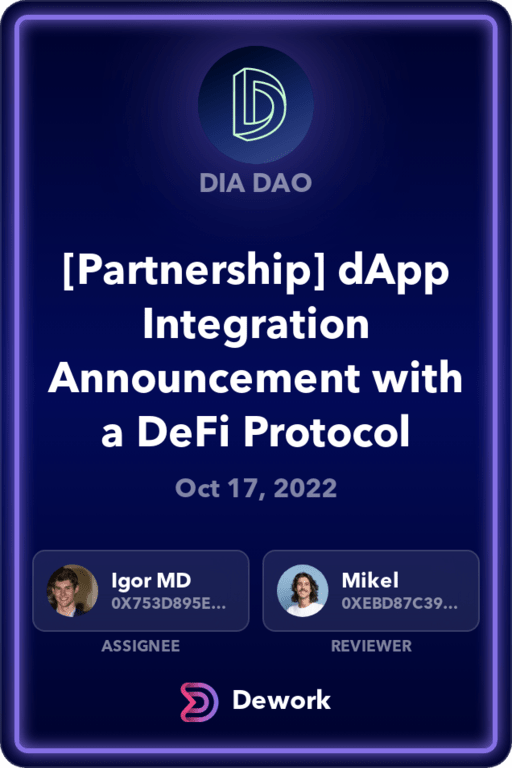 DIA DAO
[Partnership] dApp
Integration
Announcement with
a DeFi Protocol
Oct 17, 2022
Igor MD
0X753D895E...
ASSIGNEE
Mikel
0XEBD87C39...
REVIEWER
Dework